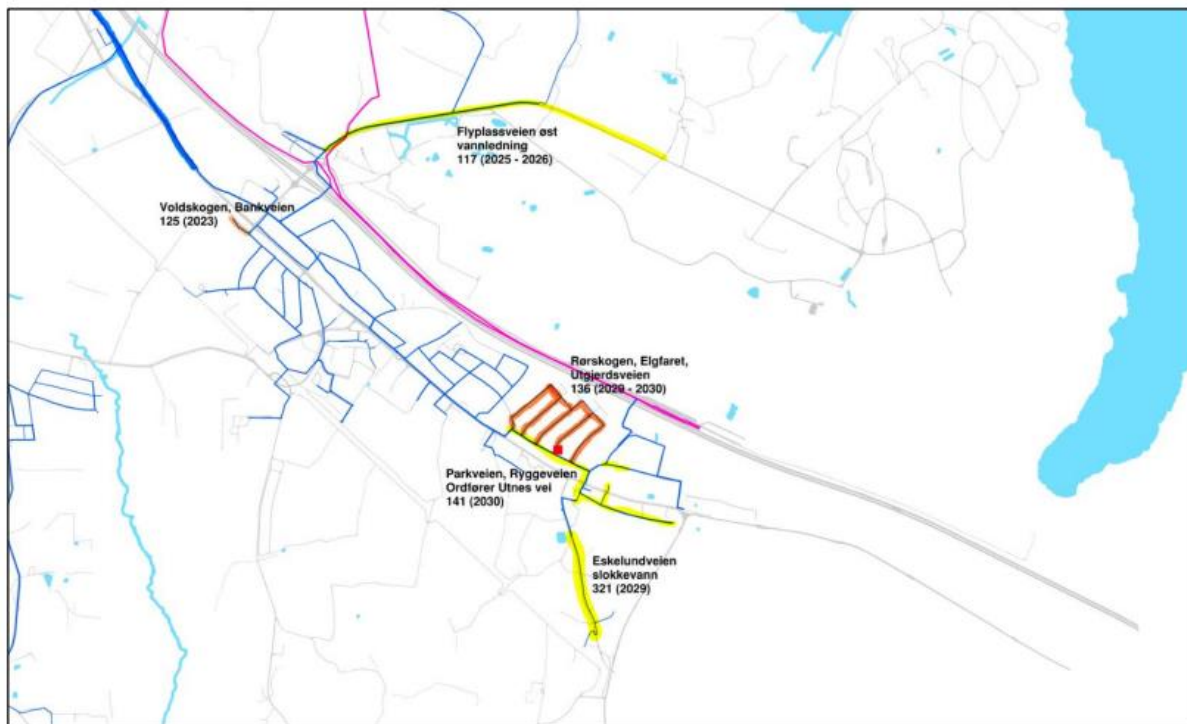 Flyplassveien øst
vannledning
117 (2025 - 2026)
Voldskogen, Bankveien
125 (2023)
Rørskogen, Elgfaret,
Utgjerdsveien
136 (2029 - 2030)
Parkveien, Ryggeveien
Ordfører Utnes vei
141 (2030)
Eskelundveien
slokkevann
321 (2029)